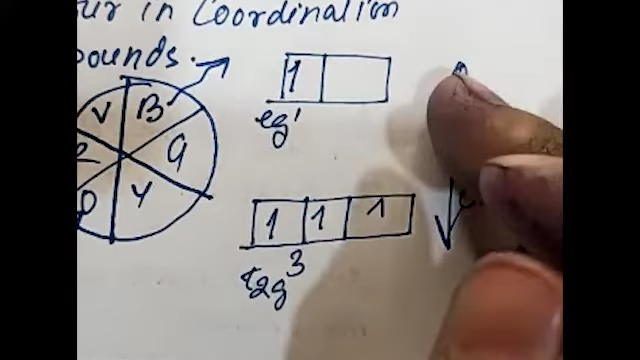 ur in Coordination
pounds.
V B
G
Y
1
eg¹
1 1 1
t2g³